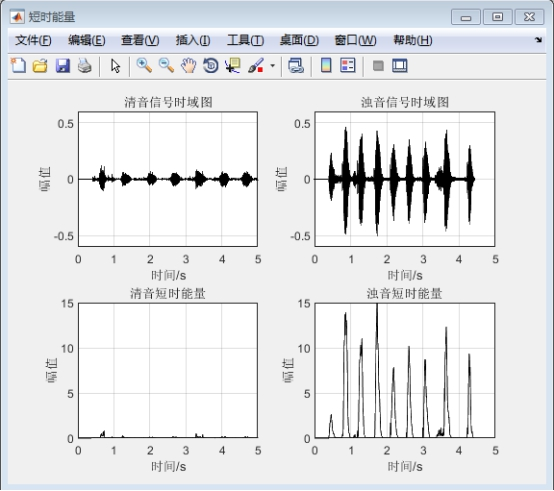 短时能量
文件(F) 编辑(E) 查看(V) 插入(I) 工具(T) 桌面(D) 窗口(W) 帮助(H)
清音信号时域图
幅值
0.5
0
-0.5
0 1 2 3 4 5
时间/s
浊音信号时域图
幅值
0.5
0
-0.5
0 1 2 3 4 5
时间/s
清音短时能量
幅值
15
10
5
0
0 1 2 3 4 5
时间/s
浊音短时能量
幅值
15
10
5
0
0 1 2 3 4 5
时间/s